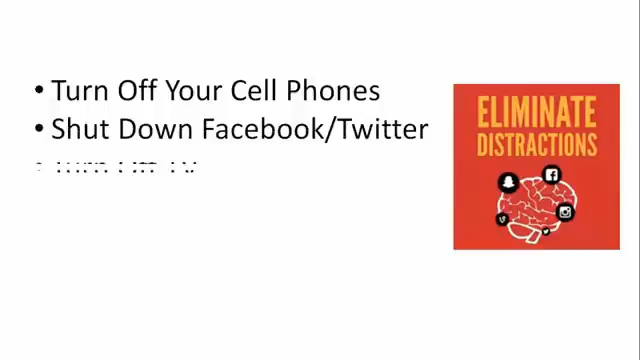 • Turn Off Your Cell Phones
• Shut Down Facebook/Twitter
ELIMINATE
DISTRACTIONS